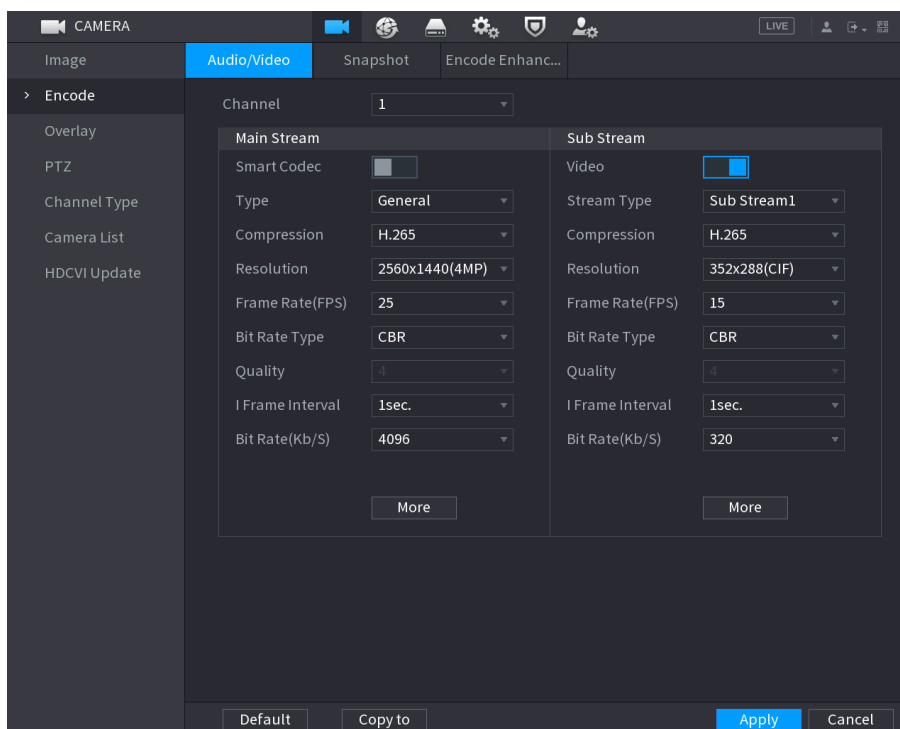 CAMERA LIVE
Image
Encode
Overlay
PTZ
Channel Type
Camera List
HDCVI Update
Audio/Video Snapshot Encode Enhanc...
Channel 1
Main Stream Sub Stream
Smart Codec Video
Type General Stream Type Sub Stream1
Compression H.265 Compression H.265
Resolution 2560x1440(4MP) Resolution 352x288(CIF)
Frame Rate(FPS) 25 Frame Rate(FPS) 15
Bit Rate Type CBR Bit Rate Type CBR
Quality 4 Quality 4
I Frame Interval 1sec. I Frame Interval 1sec.
Bit Rate(Kb/S) 4096 Bit Rate(Kb/S) 320
More More
Default Copy to Apply Cancel